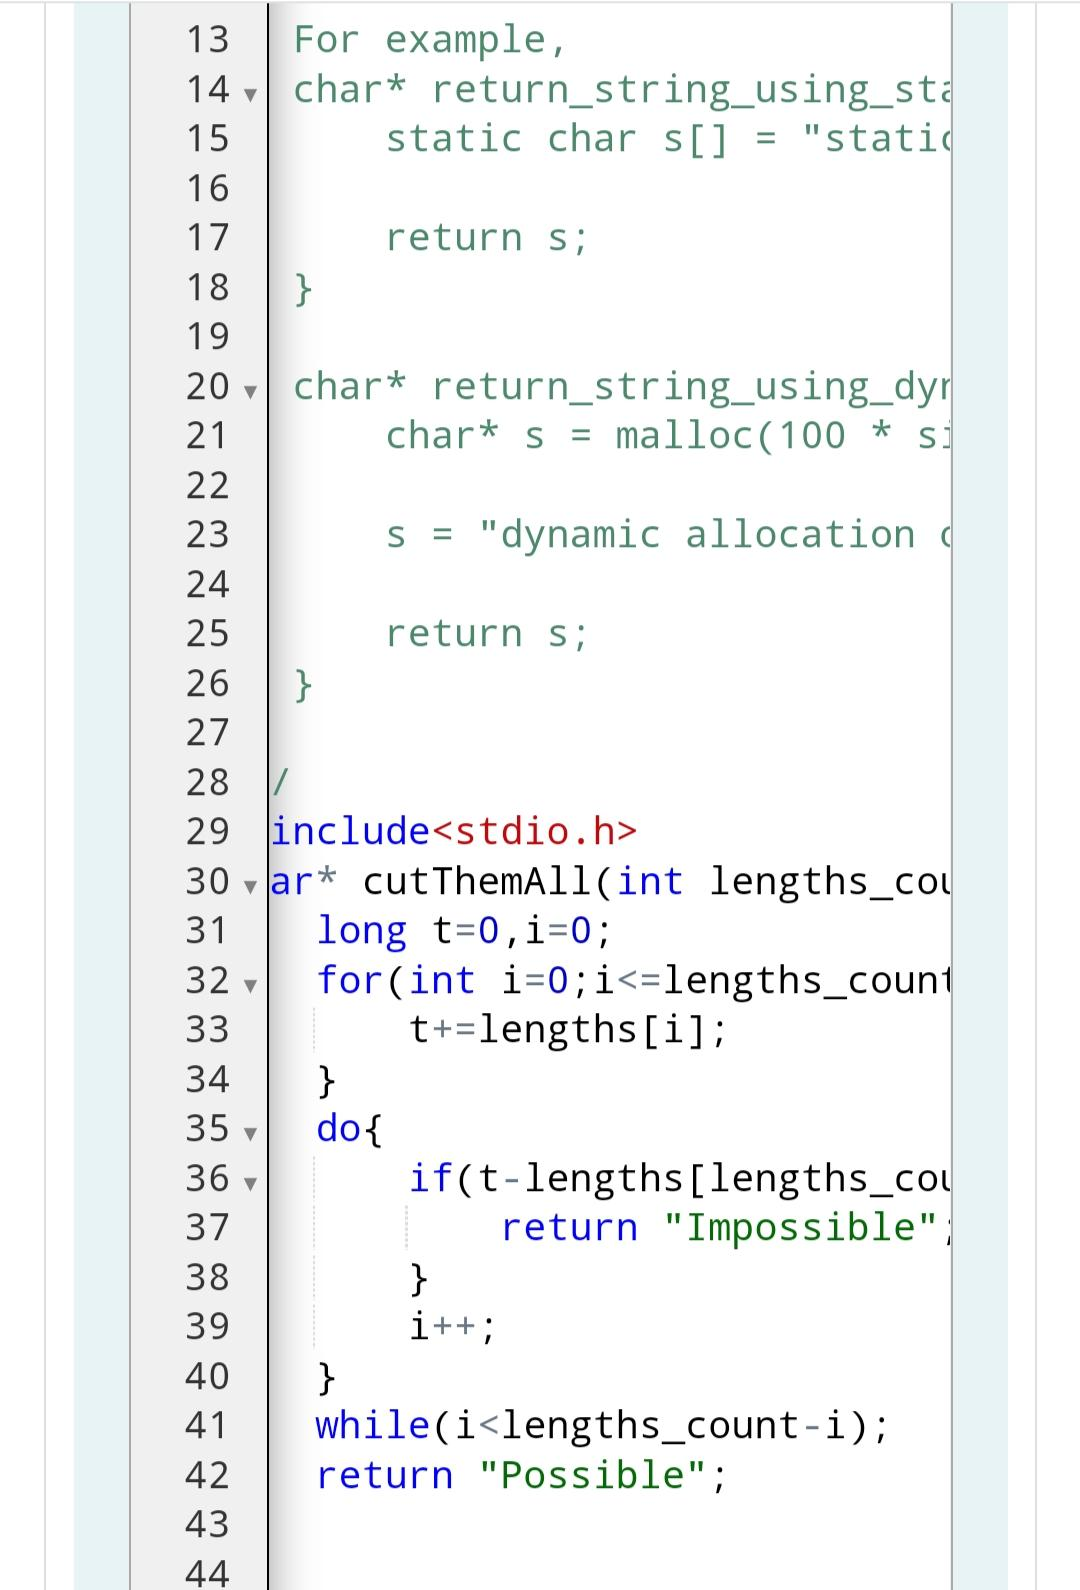 13 For example,
14 char* return_string_using_sta
15 static char s[] = "static
16
17 return s;
18 }
19
20 char* return_string_using_dyn
21 char* s = malloc(100 * si
22
23 s = "dynamic allocation
24
25 return s;
26 }
27
28 /
29 include<stdio.h>
30 ar* cutThemAll(int lengths_cou
31 long t=0,i=0;
32 for(int i=0;i<=lengths_count
33 t+=lengths[i];
34 }
35 do{
36 if(t-lengths[lengths_cou
37 return "Impossible";
38 }
39 i++;
40 }
41 while(i<lengths_count-i);
42 return "Possible";
43
44